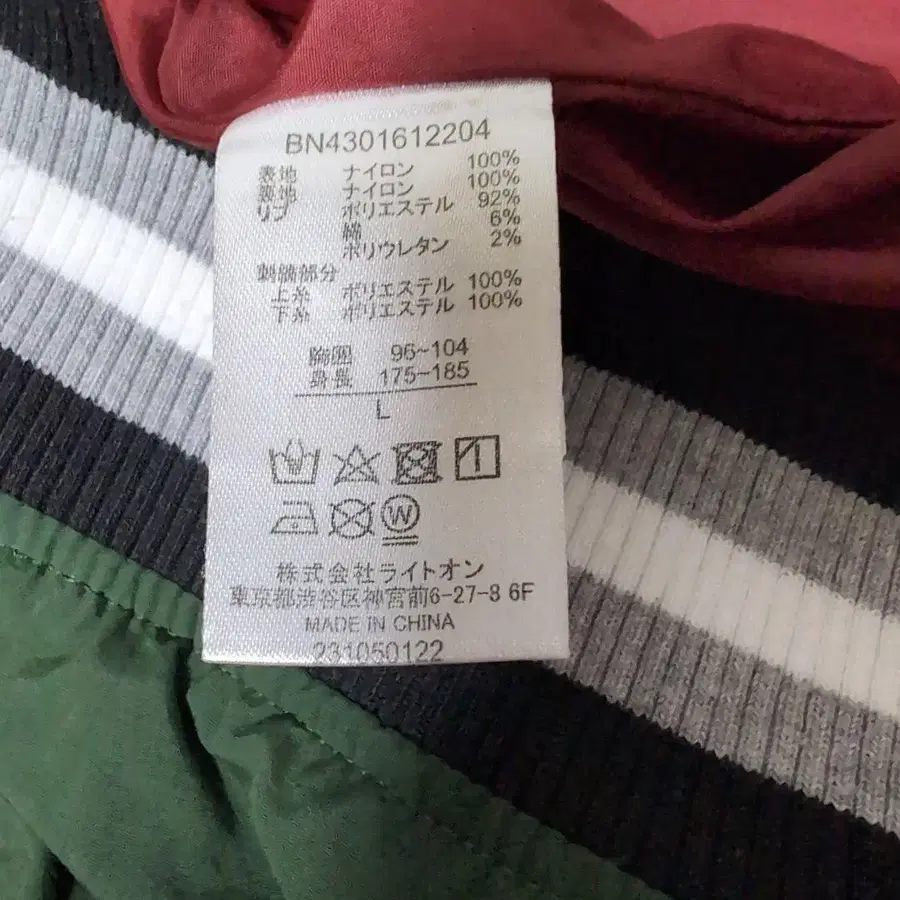 BN4301612204
表地 ナイロン 100%
裏地 ナイロン 100%
リブ ポリエステル 92%
綿 6%
ポリウレタン 2%
刺繍部分
上糸 ポリエステル 100%
下糸 ポリエステル 100%
胸囲 96~104
身長 175-185
L
W
株式会社ライトオン
東京都渋谷区神宮前6-27-8 6F
MADE IN CHINA
231050122